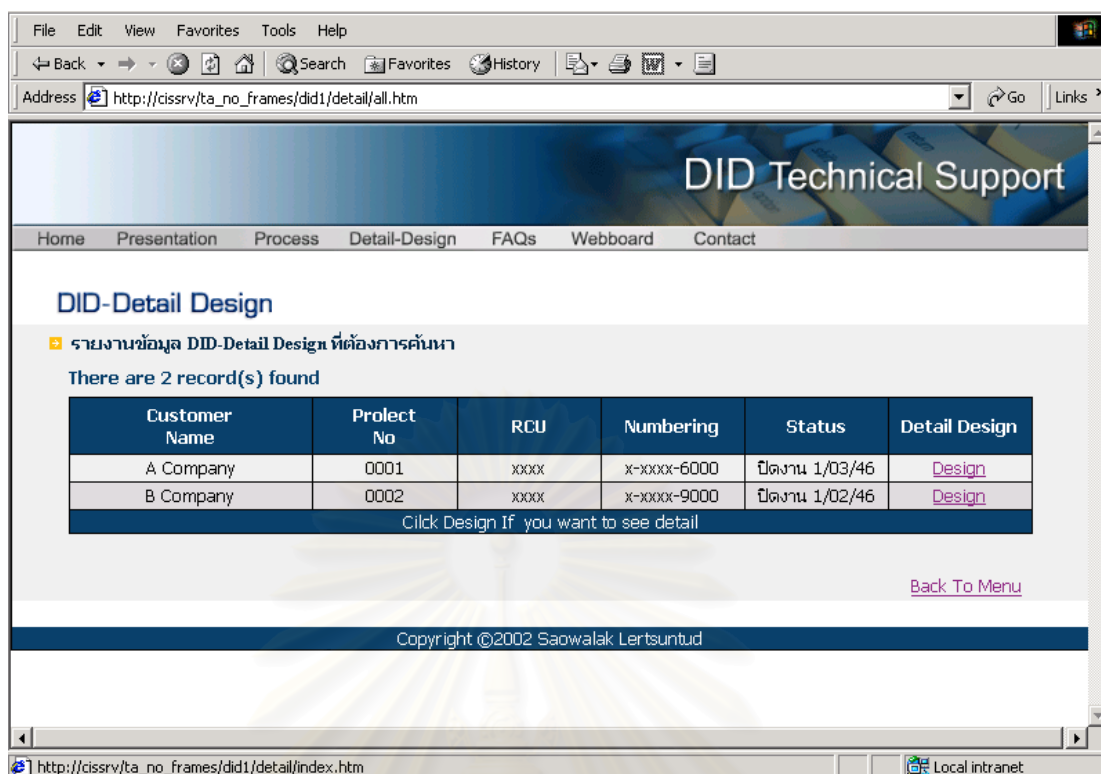 File Edit View Favorites Tools Help
Back Search Favorites History
Address http://cissrv/ta_no_frames/did1/detail/all.htm Go Links
DID Technical Support
Home Presentation Process Detail-Design FAQs Webboard Contact
DID-Detail Design
รายงานข้อมูล DID-Detail Design ที่ต้องการค้นหา
There are 2 record(s) found
Customer Name Prolect No RCU Numbering Status Detail Design
A Company 0001 xxxx x-xxxx-6000 ปิดงาน 1/03/46 Design
B Company 0002 xxxx x-xxxx-9000 ปิดงาน 1/02/46 Design
Cilck Design If you want to see detail
Back To Menu
Copyright ©2002 Saowalak Lertsuntud
http://cissrv/ta_no_frames/did1/detail/index.htm Local intranet